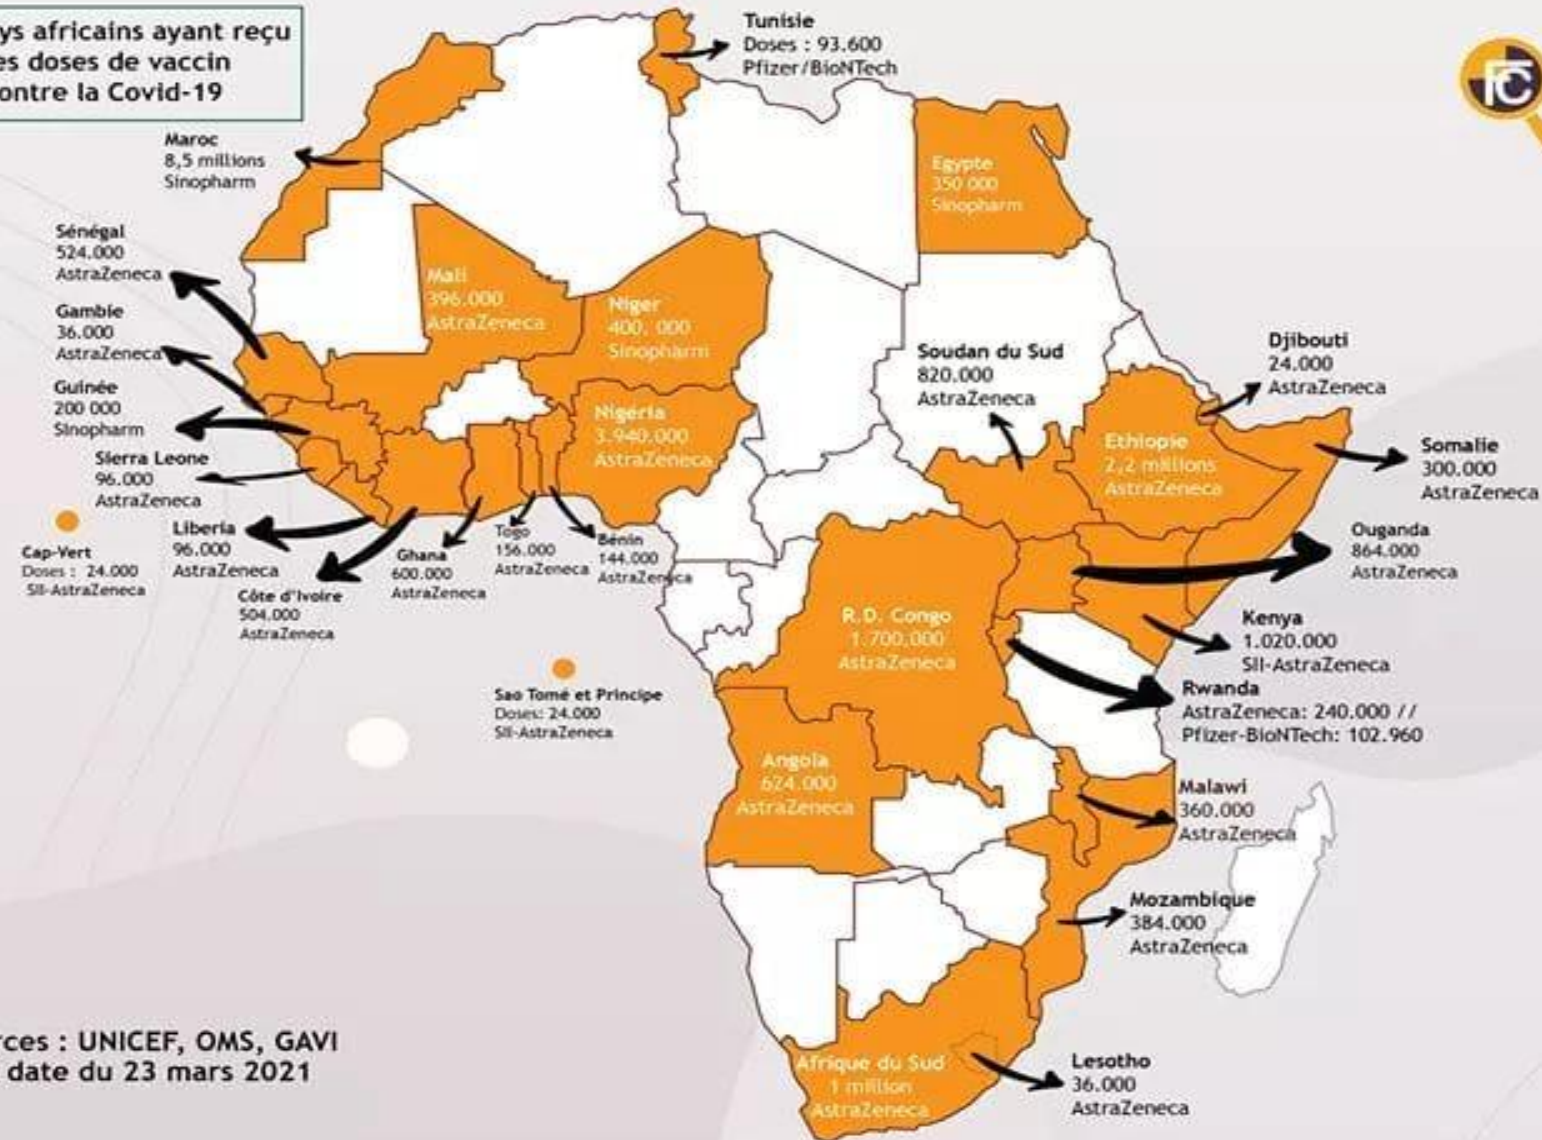 ys africains ayant reçu
es doses de vaccin
ontre la Covid-19
Tunisie
Doses : 93.600
Pfizer/BioNTech
FC
Maroc
8,5 millions
Sinopharm
Egypte
350 000
Sinopharm
Sénégal
524.000
AstraZeneca
Mali
396.000
AstraZeneca
Niger
400. 000
Sinopharm
Gambie
36.000
AstraZeneca
Soudan du Sud
820.000
AstraZeneca
Djibouti
24.000
AstraZeneca
Guinée
200 000
Sinopharm
Nigéria
3.940.000
AstraZeneca
Ethiopie
2,2 millions
AstraZeneca
Somalie
300.000
AstraZeneca
Sierra Leone
96.000
AstraZeneca
Cap-Vert
Doses : 24.000
SII-AstraZeneca
Liberia
96.000
AstraZeneca
Côte d'Ivoire
504.000
AstraZeneca
Ghana
600.000
AstraZeneca
Togo
156.000
AstraZeneca
Bénin
144.000
AstraZeneca
Ouganda
864.000
AstraZeneca
R.D. Congo
1.700.000
AstraZeneca
Kenya
1.020.000
SII-AstraZeneca
Sao Tomé et Principe
Doses: 24.000
SII-AstraZeneca
Rwanda
AstraZeneca: 240.000 //
Pfizer-BioNTech: 102.960
Angola
624.000
AstraZeneca
Malawi
360.000
AstraZeneca
Mozambique
384.000
AstraZeneca
rces : UNICEF, OMS, GAVI
date du 23 mars 2021
Afrique du Sud
1 million
AstraZeneca
Lesotho
36.000
AstraZeneca